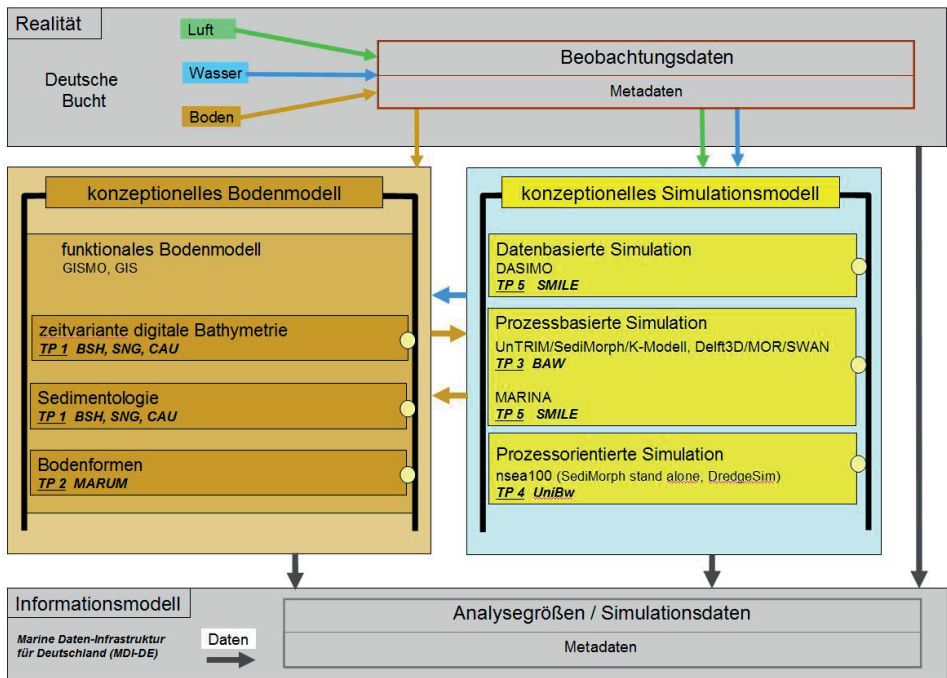 Realität
Luft
Wasser
Boden
Deutsche
Bucht
Beobachtungsdaten
Metadaten
konzeptionelles Bodenmodell
funktionales Bodenmodell
GISMO, GIS
zeitvariante digitale Bathymetrie
TP 1 BSH, SNG, CAU
Sedimentologie
TP 1 BSH, SNG, CAU
Bodenformen
TP 2 MARUM
konzeptionelles Simulationsmodell
Datenbasierte Simulation
DASIMO
TP 5 SMILE
Prozessbasierte Simulation
UnTRIM/SediMorph/K-Modell, Delft3D/MOR/SWAN
TP 3 BAW
MARINA
TP 5 SMILE
Prozessorientierte Simulation
nsea100 (SediMorph stand alone, DredgeSim)
TP 4 UniBw
Informationsmodell
Marine Daten-Infrastruktur
für Deutschland (MDI-DE)
Daten
Analysegrößen / Simulationsdaten
Metadaten